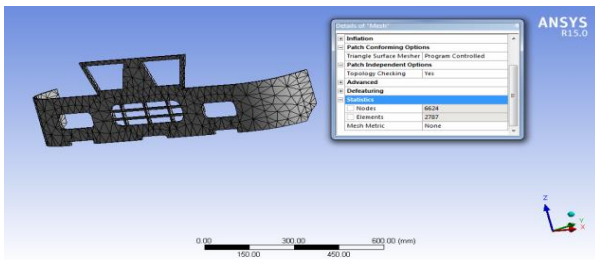 Details of "Mesh"
ANSYS
R15.0
Inflation
Patch Conforming Options
Triangle Surface Mesher Program Controlled
Patch Independent Options
Topology Checking Yes
Advanced
Defeaturing
Statistics
Nodes 6624
Elements 2767
Mesh Metric None
Z
Y
X
0.00 300.00 600.00 (mm)
150.00 450.00